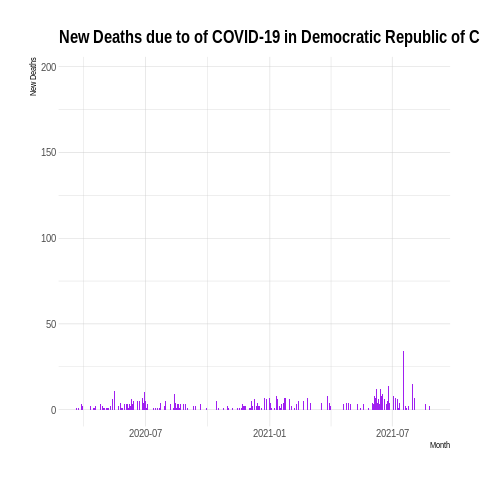 New Deaths due to of COVID-19 in Democratic Republic of C
New Deaths
200
150
100
50
0
2020-07
2021-01
2021-07
Month